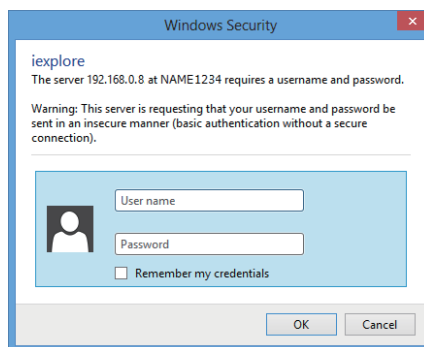 Windows Security
iexplore
The server 192.168.0.8 at NAME1234 requires a username and password.
Warning: This server is requesting that your username and password be
sent in an insecure manner (basic authentication without a secure
connection).
User name
Password
Remember my credentials
OK Cancel